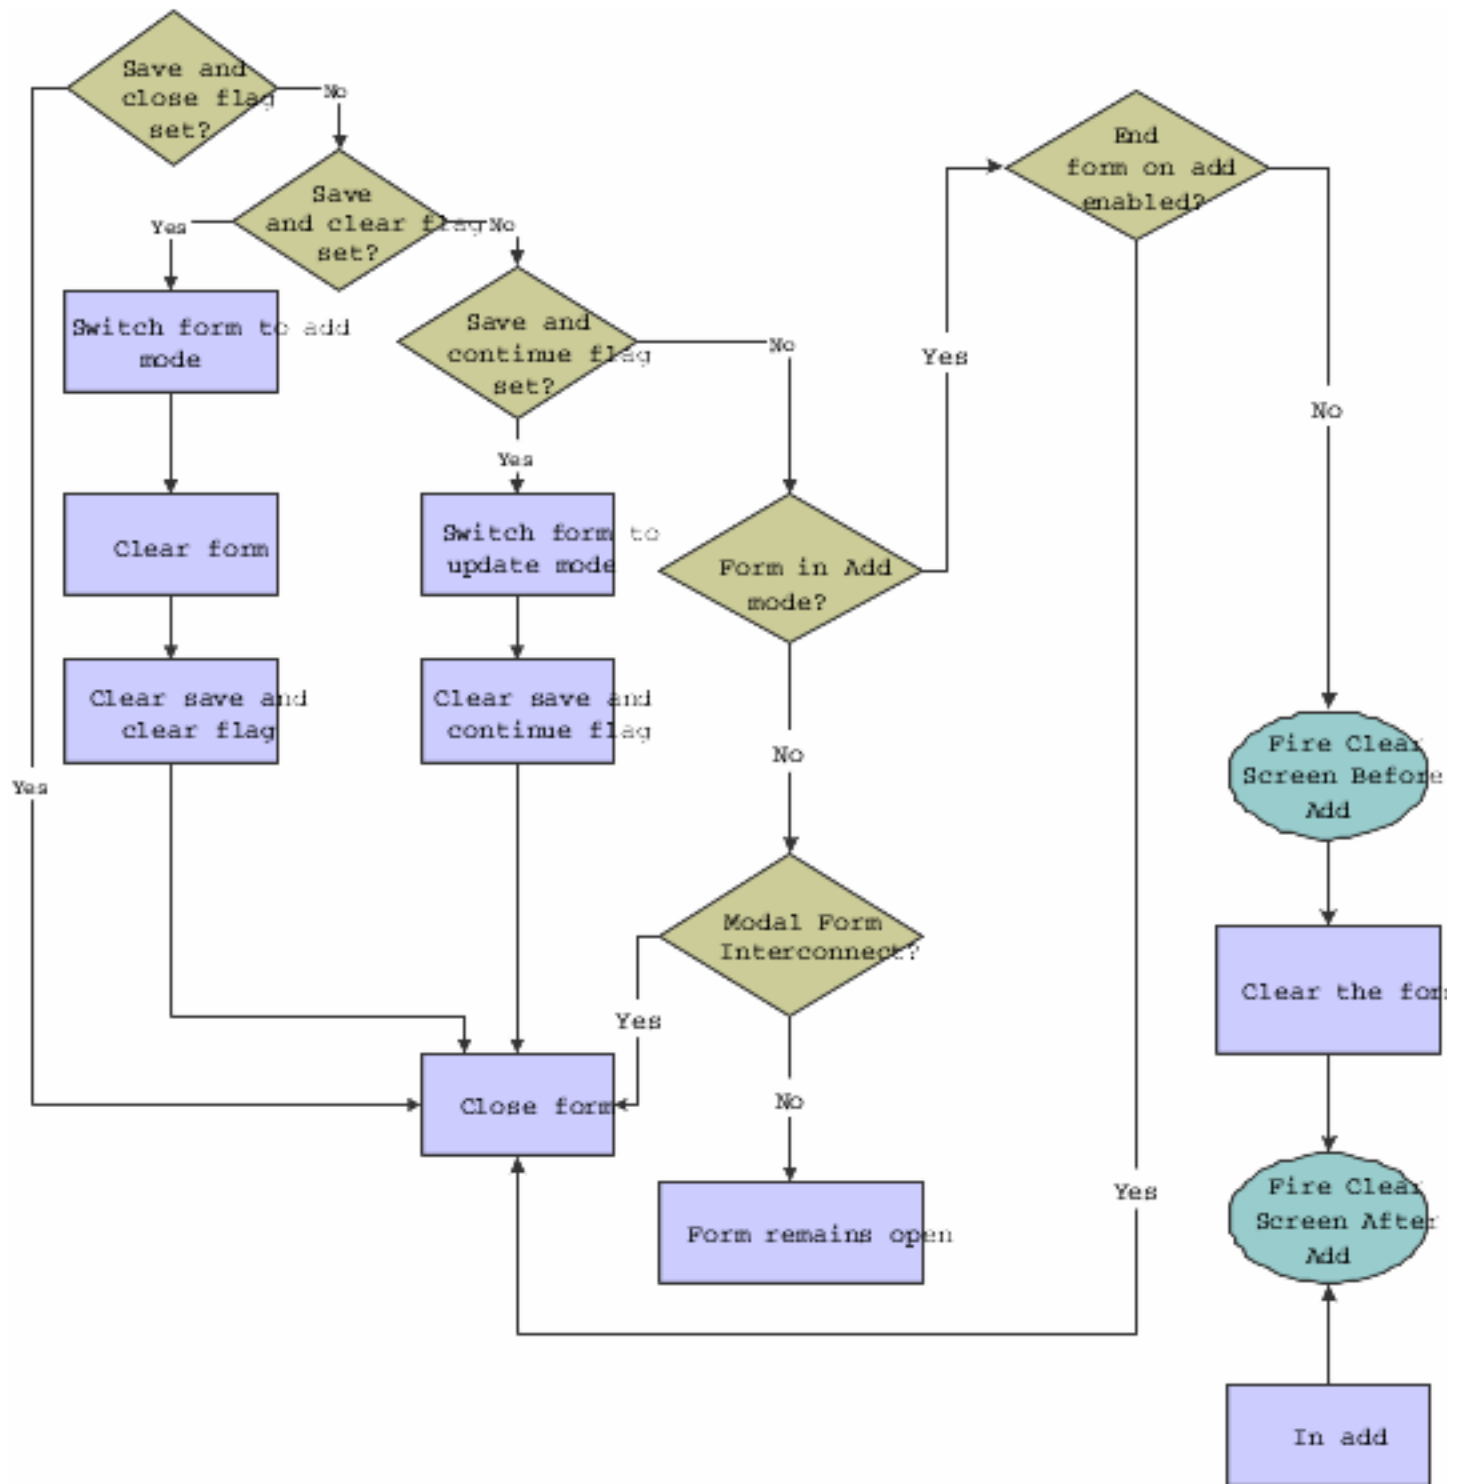 Save and
close flag
set?
No
Save
and clear flag
set?
Yes
No
Switch form to add
mode
Save and
continue flag
set?
No
Yes
Clear form
Switch form to
update mode
Clear save and
clear flag
Clear save and
continue flag
Yes
Form in Add
mode?
Yes
No
Modal Form
Interconnect?
Yes
No
Close form
Form remains open
End
form on add
enabled?
No
Yes
Fire Clear
Screen Before
Add
Clear the
Fire Clear
Screen After
Add
In add